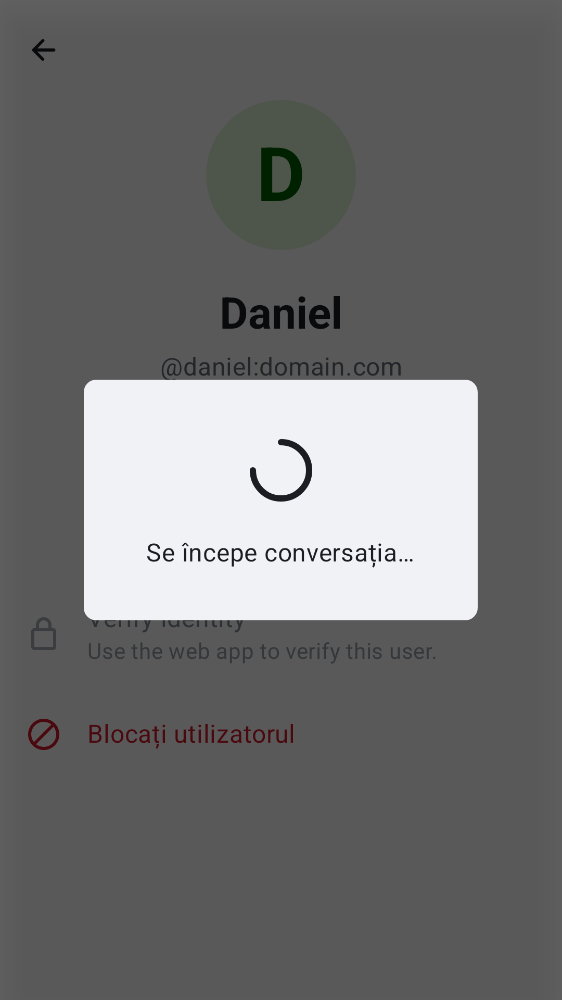 D
Daniel
@daniel:domain.com
Se începe conversația…
Verify identity
Use the web app to verify this user.
Blocați utilizatorul